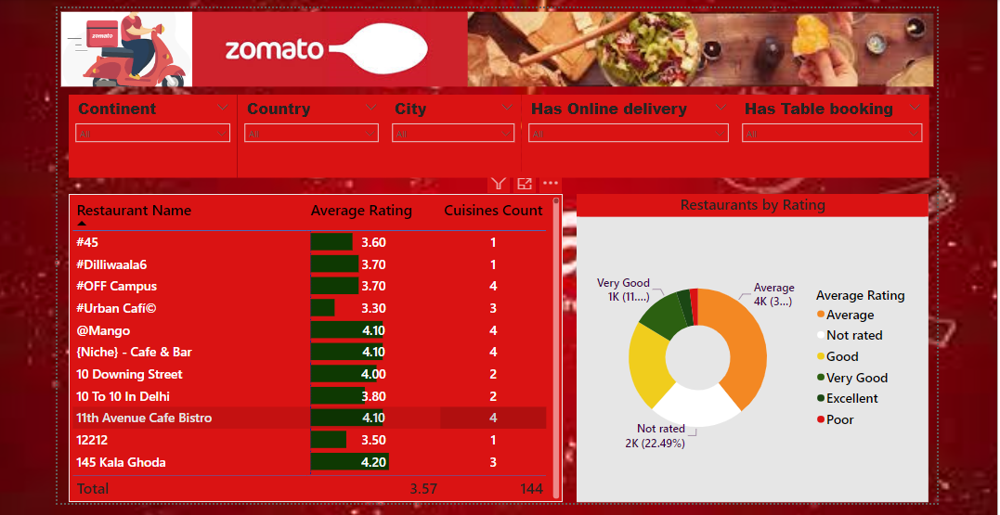 zomato
zomato
Continent Country City Has Online delivery Has Table booking
All All All All All
Restaurant Name Average Rating Cuisines Count
#45 3.60 1
#Dilliwaala6 3.70 1
#OFF Campus 3.70 4
#Urban Café© 3.30 3
@Mango 4.10 4
{Niche} - Cafe & Bar 4.10 4
10 Downing Street 4.00 2
10 To 10 In Delhi 3.80 2
11th Avenue Cafe Bistro 4.10 4
12212 3.50 1
145 Kala Ghoda 4.20 3
Total 3.57 144
Restaurants by Rating
Very Good
1K (11....)
Average
4K (3...)
Not rated
2K (22.49%)
Average Rating
Average
Not rated
Good
Very Good
Excellent
Poor